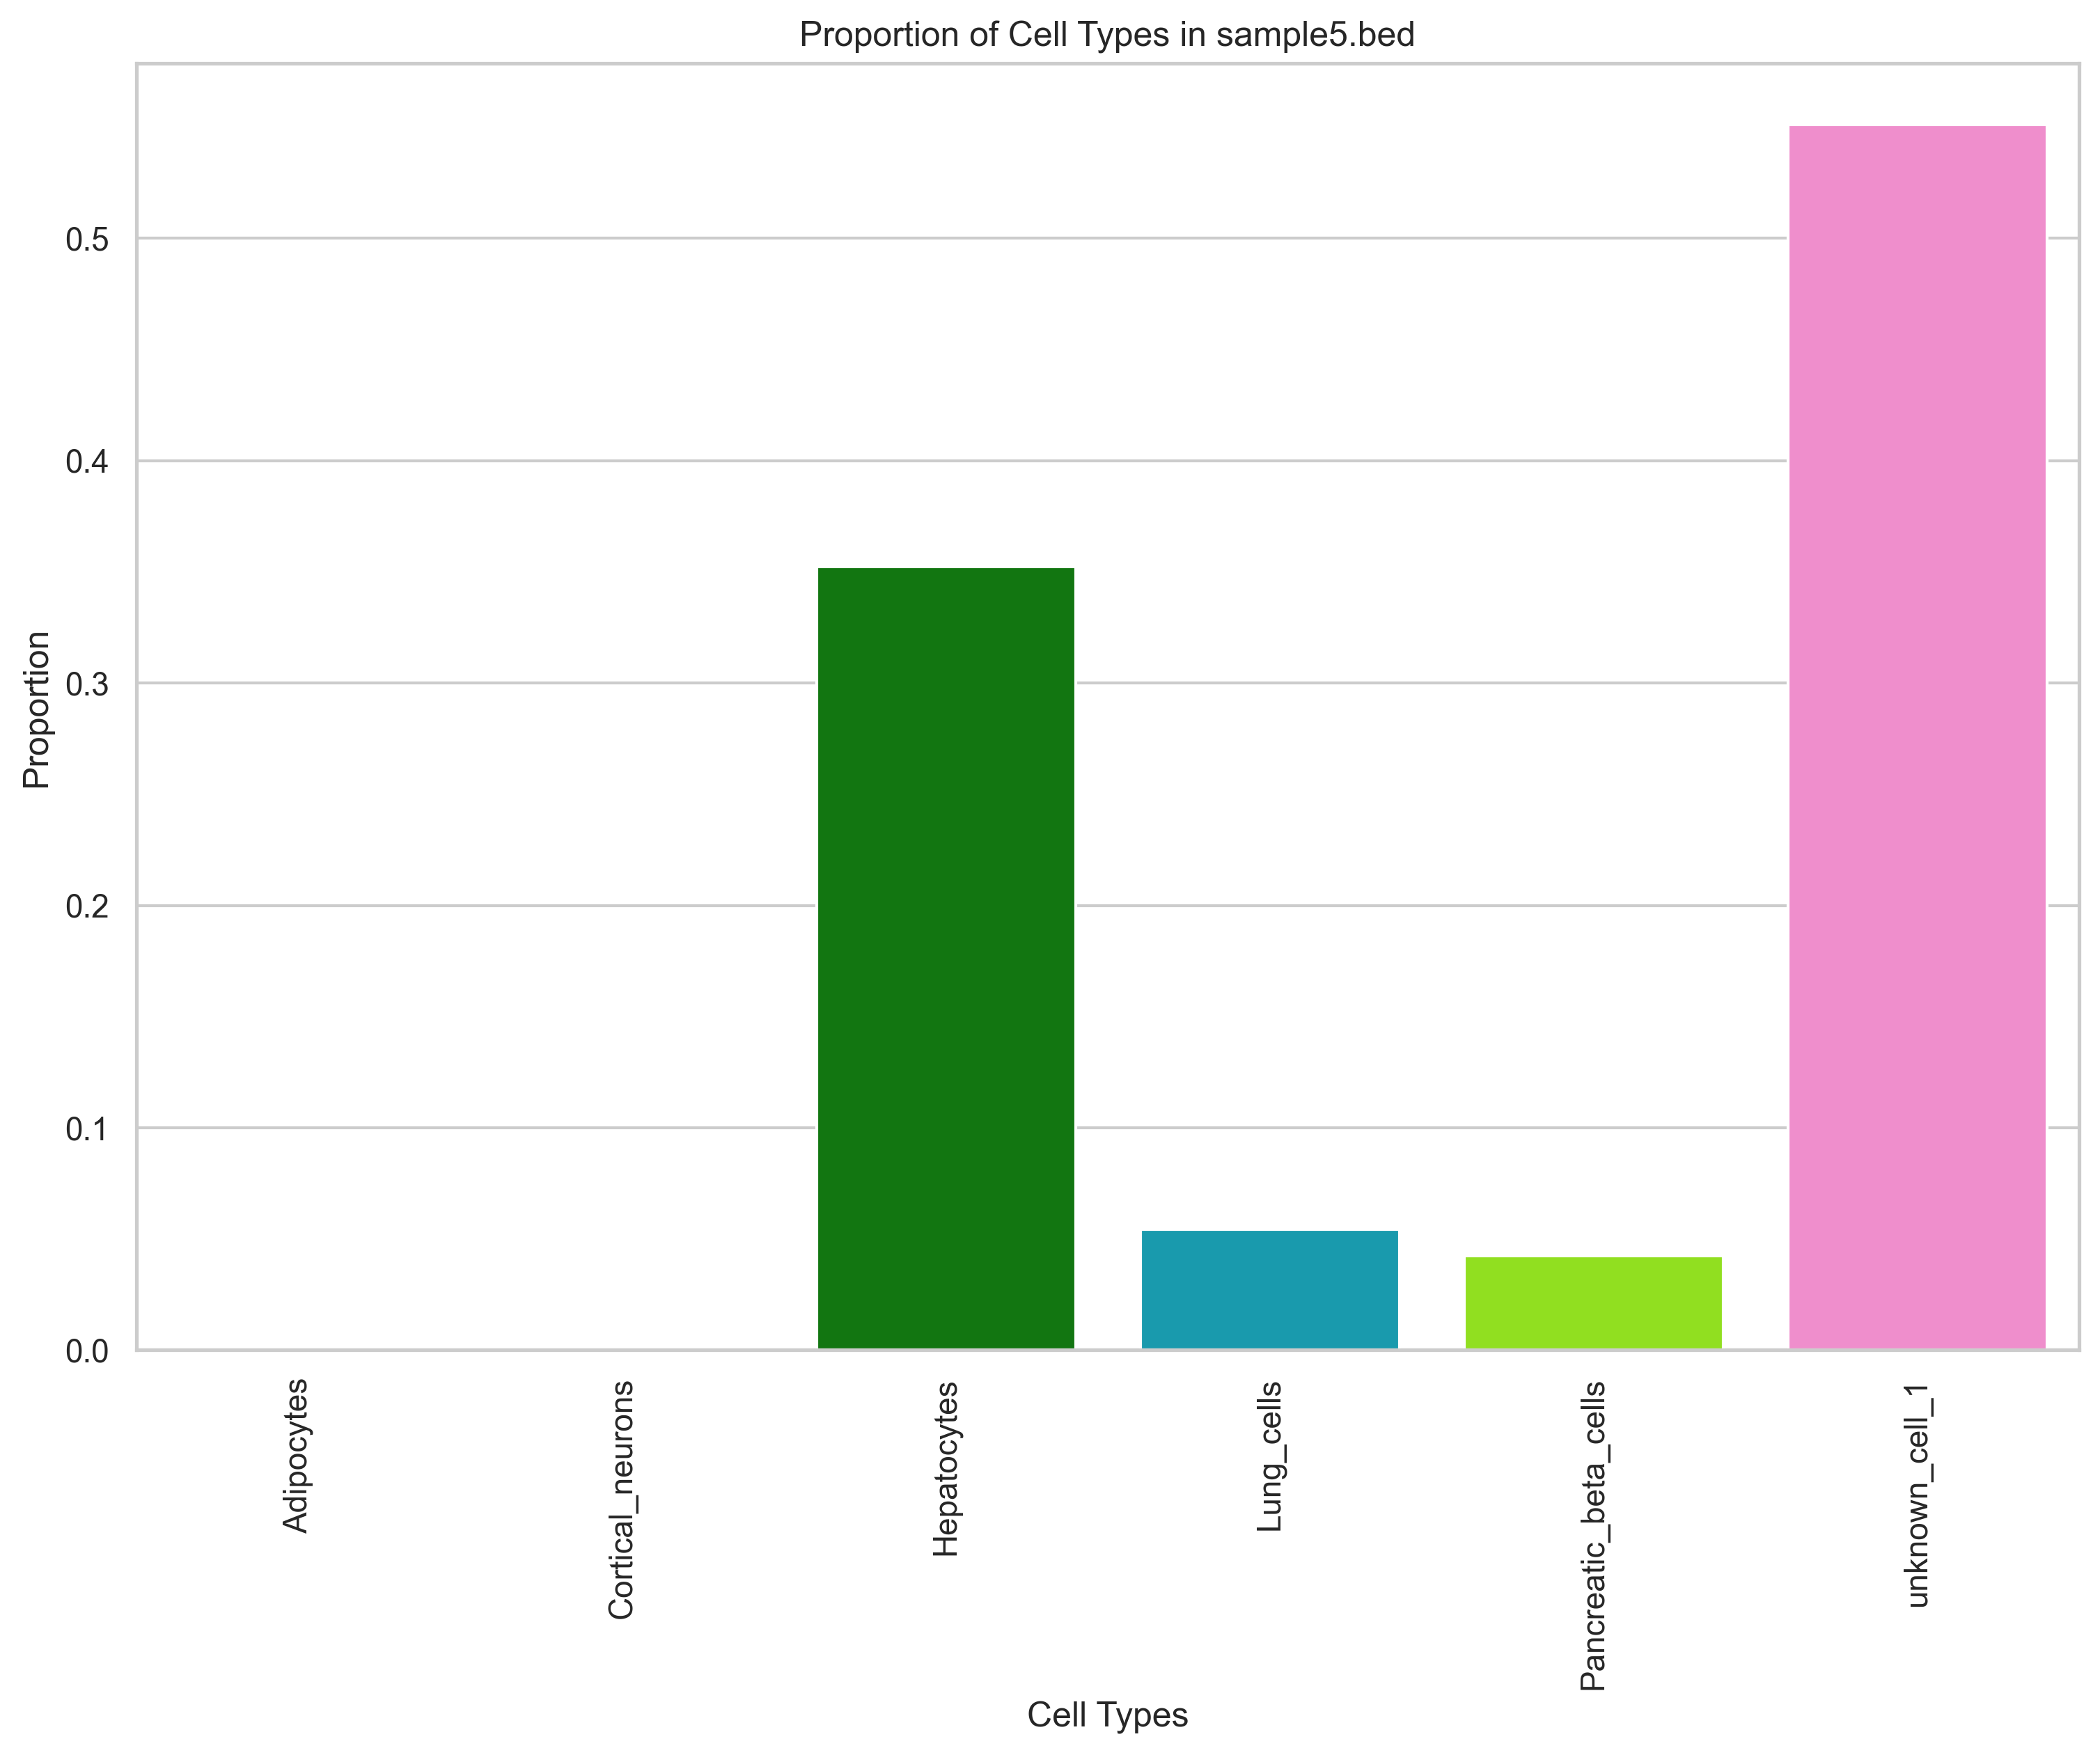 Proportion of Cell Types in sample5.bed
Proportion
0.5
0.4
0.3
0.2
0.1
0.0
Adipocytes
Cortical_neurons
Hepatocytes
Lung_cells
Pancreatic_beta_cells
unknown_cell_1
Cell Types